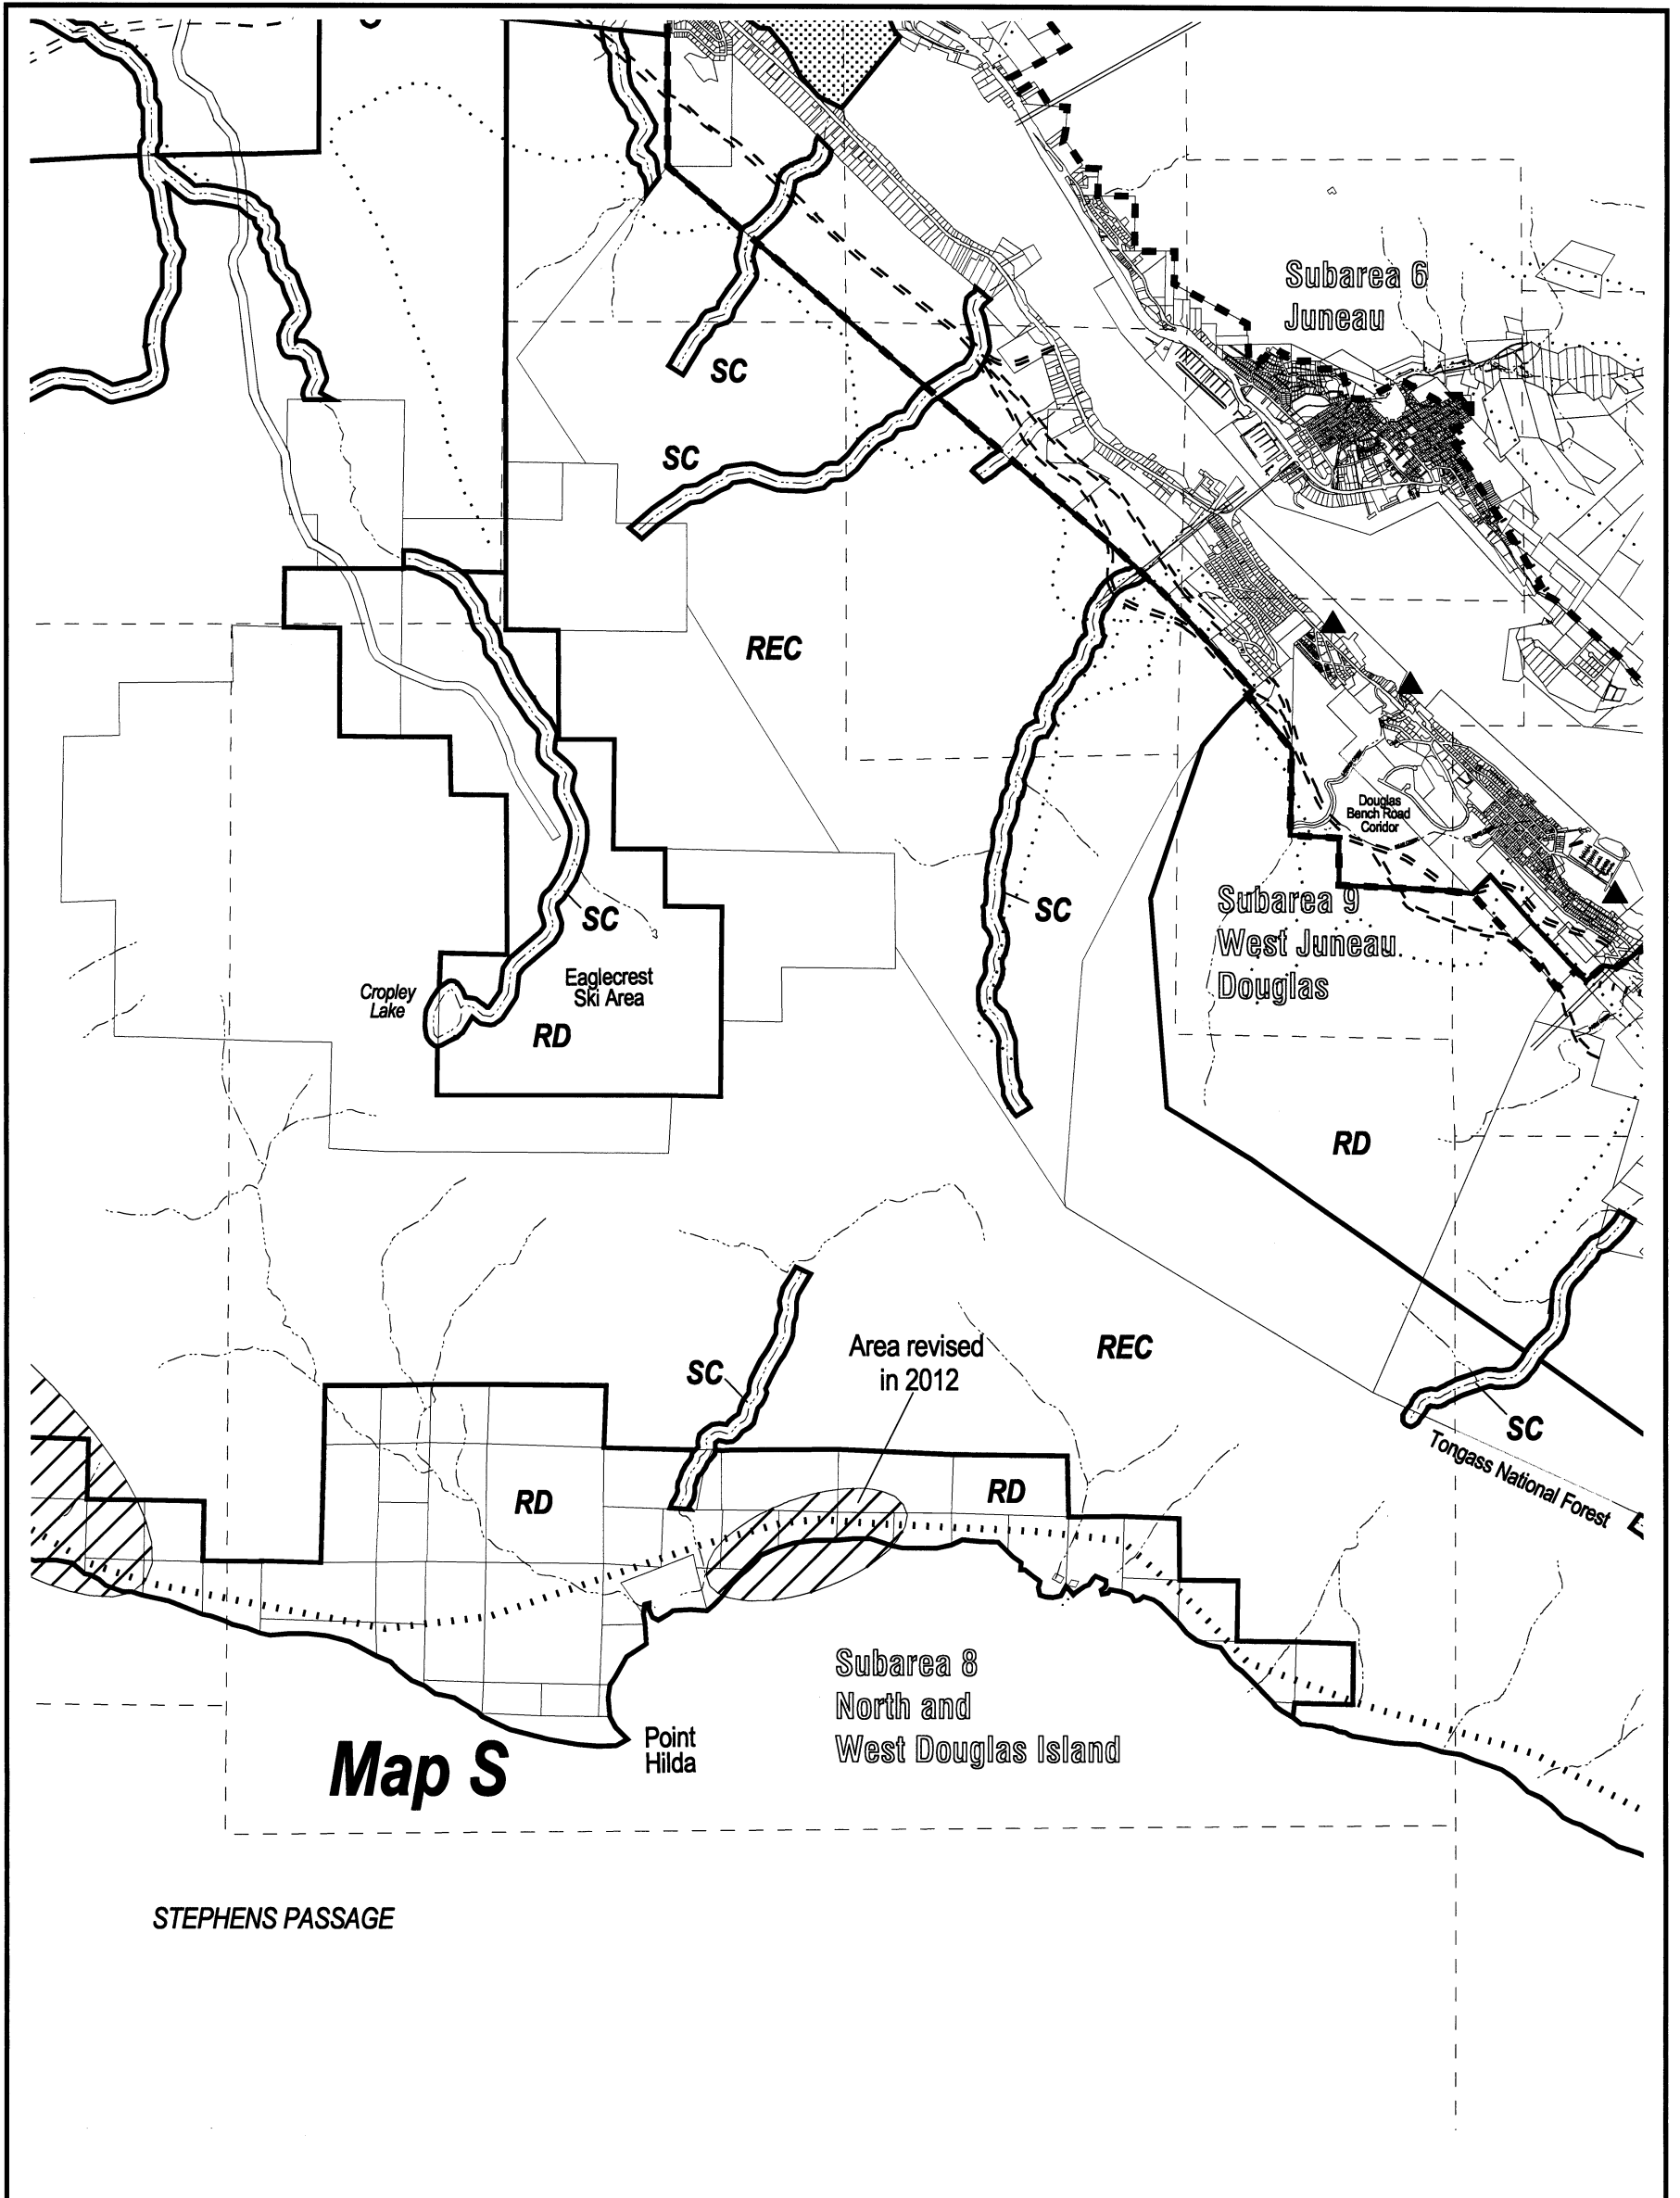 Subarea 6
Juneau
SC
SC
REC
Douglas
Bench Road
Coridor
SC
SC
Subarea 9
West Juneau
Douglas
Cropley
Lake
Eaglecrest
Ski Area
RD
RD
Area revised
in 2012
REC
SC
SC
Tongass National Forest
RD
RD
Subarea 8
North and
West Douglas Island
Point
Hilda
Map S
STEPHENS PASSAGE